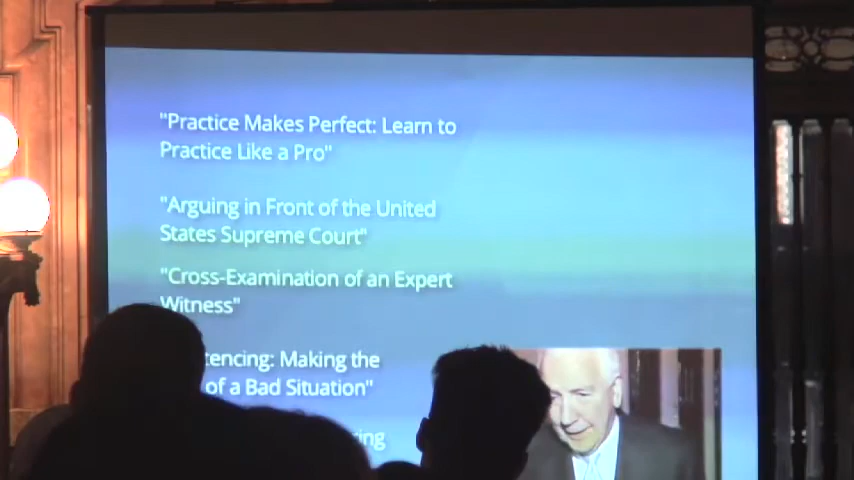 "Practice Makes Perfect: Learn to
Practice Like a Pro"
"Arguing in Front of the United
States Supreme Court"
"Cross-Examination of an Expert
Witness"
tencing: Making the
of a Bad Situation"
ring